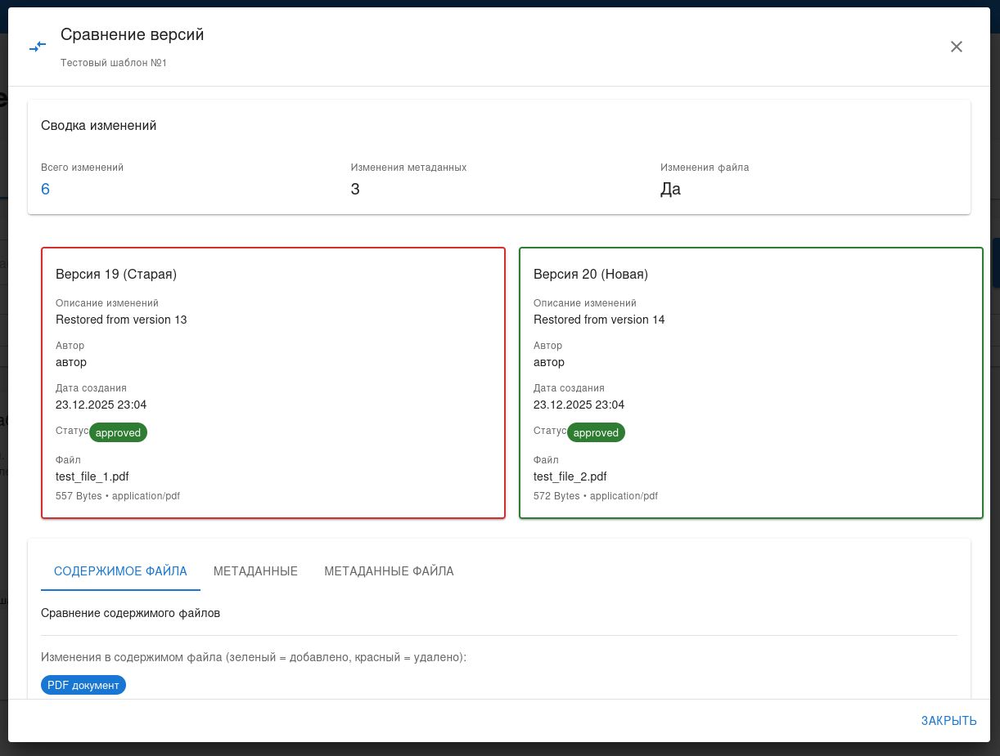 Сравнение версий
Тестовый шаблон №1
Сводка изменений
Всего изменений
6
Изменения метаданных
3
Изменения файла
Да
Версия 19 (Старая)
Описание изменений
Restored from version 13
Автор
автор
Дата создания
23.12.2025 23:04
Статус approved
Файл
test_file_1.pdf
557 Bytes • application/pdf
Версия 20 (Новая)
Описание изменений
Restored from version 14
Автор
автор
Дата создания
23.12.2025 23:04
Статус approved
Файл
test_file_2.pdf
572 Bytes • application/pdf
СОДЕРЖИМОЕ ФАЙЛА МЕТАДАННЫЕ МЕТАДАННЫЕ ФАЙЛА
Сравнение содержимого файлов
Изменения в содержимом файла (зеленый = добавлено, красный = удалено):
PDF документ
ЗАКРЫТЬ